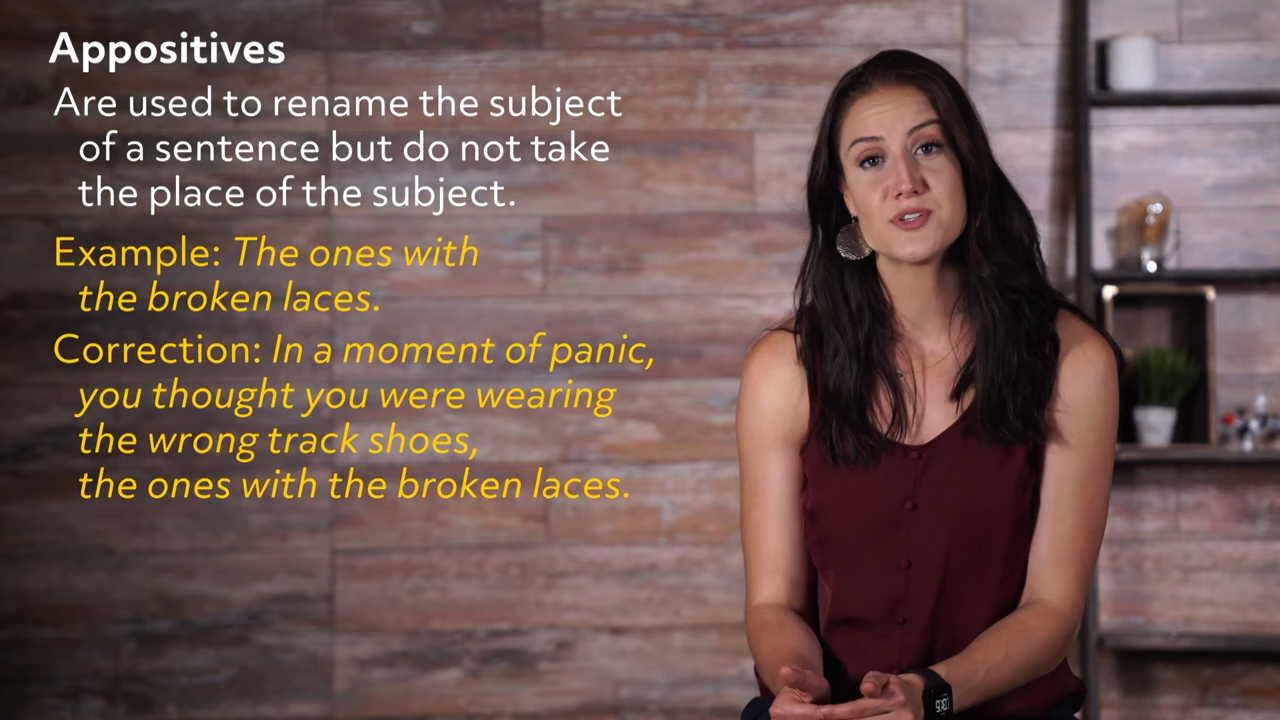 Appositives
Are used to rename the subject
of a sentence but do not take
the place of the subject.
Example: The ones with
the broken laces.
Correction: In a moment of panic,
you thought you were wearing
the wrong track shoes,
the ones with the broken laces.